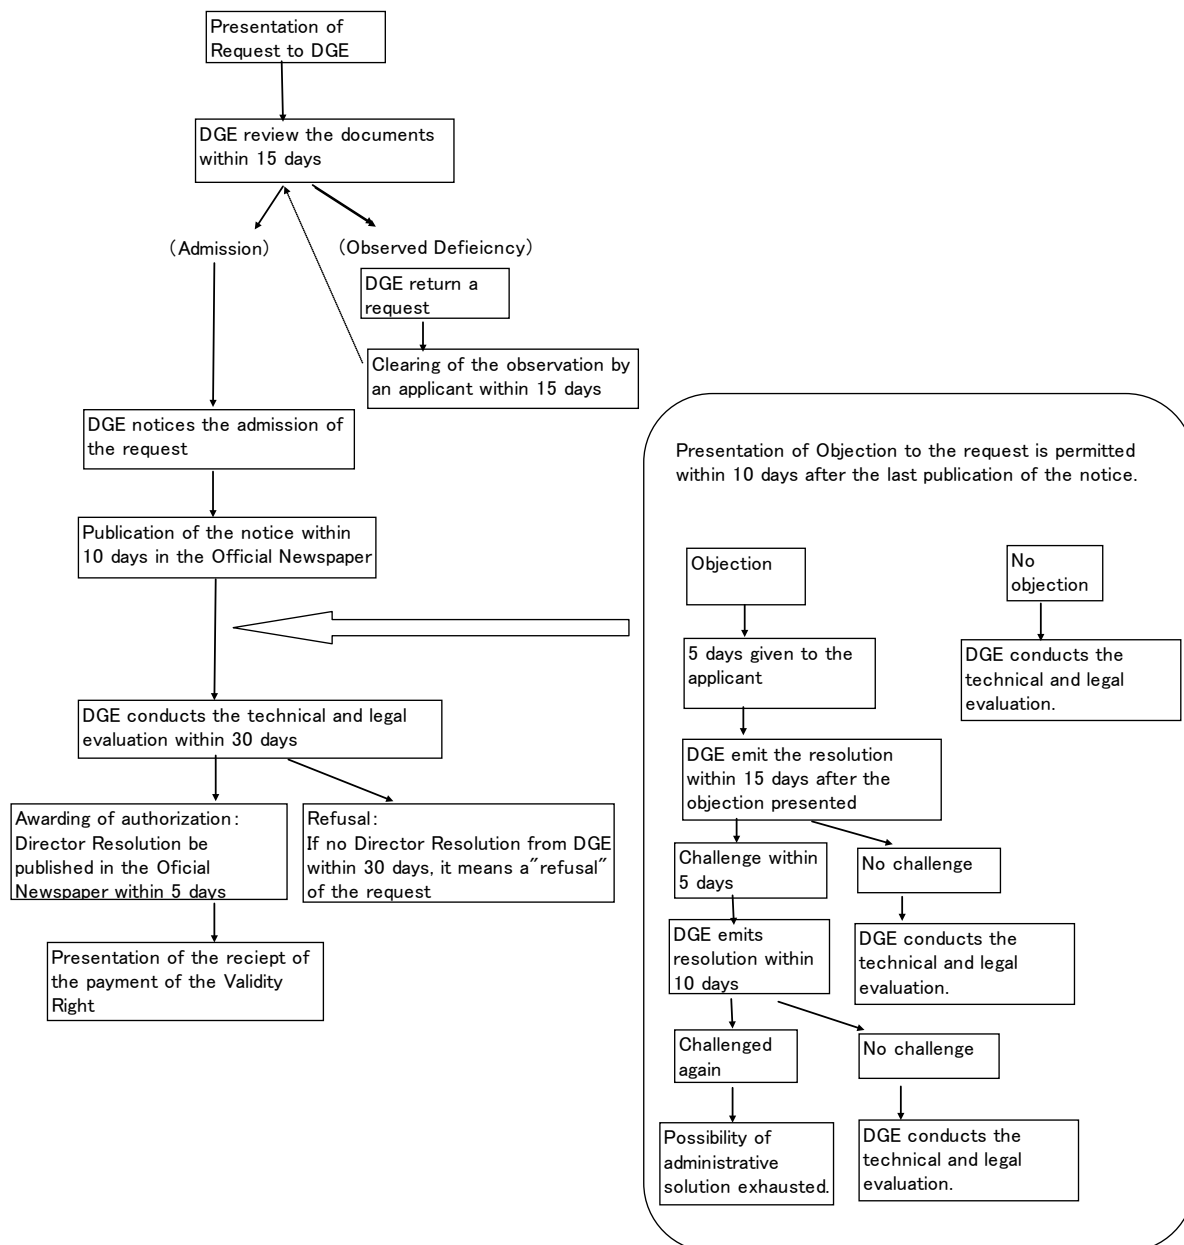 Presentation of
Request to DGE
DGE review the documents
within 15 days
(Admission)
(Observed Defieincy)
DGE return a
request
Clearing of the observation by
an applicant within 15 days
DGE notices the admission of
the request
Publication of the notice within
10 days in the Official Newspaper
DGE conducts the technical and legal
evaluation within 30 days
Awarding of authorization:
Director Resolution be
published in the Oficial
Newspaper within 5 days
Refusal:
If no Director Resolution from DGE
within 30 days, it means a"refusal"
of the request
Presentation of the reciept of
the payment of the Validity
Right
Presentation of Objection to the request is permitted
within 10 days after the last publication of the notice.
Objection
No
objection
5 days given to the
applicant
DGE conducts the
technical and legal
evaluation.
DGE emit the resolution
within 15 days after the
objection presented
Challenge within
5 days
No challenge
DGE emits
resolution within
10 days
DGE conducts the
technical and legal
evaluation.
Challenged
again
No challenge
Possibility of
administrative
solution exhausted.
DGE conducts the
technical and legal
evaluation.